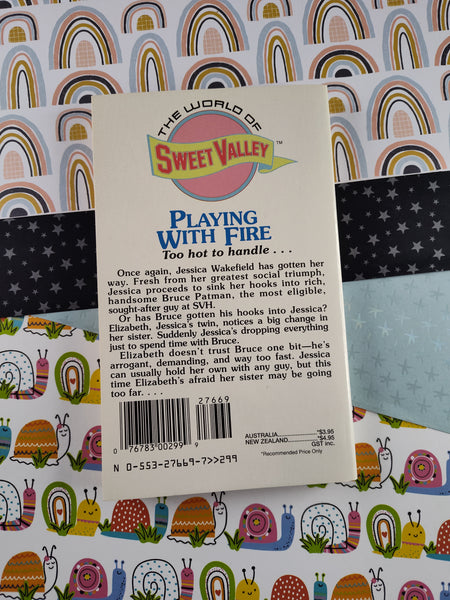 THE WORLD OF
SWEET VALLEY™
PLAYING
WITH FIRE
Too hot to handle . . .
Once again, Jessica Wakefield has gotten her
way. Fresh from her greatest social triumph,
Jessica proceeds to sink her hooks into rich,
handsome Bruce Patman, the most eligible,
sought-after guy at SVH.
Or has Bruce gotten his hooks into Jessica?
Elizabeth, Jessica's twin, notices a big change in
her sister. Suddenly Jessica's dropping everything
just to spend time with Bruce.
Elizabeth doesn't trust Bruce one bit—he's
arrogant, demanding, and way too fast. Jessica
can usually hold her own with any guy, but this
time Elizabeth's afraid her sister may be going
too far. . . .
27669
0 76783 00299 9
N 0-553-27669-7>>299
AUSTRALIA *$3.95
NEW ZEALAND *$4.95
GST inc.
*Recommended Price Only